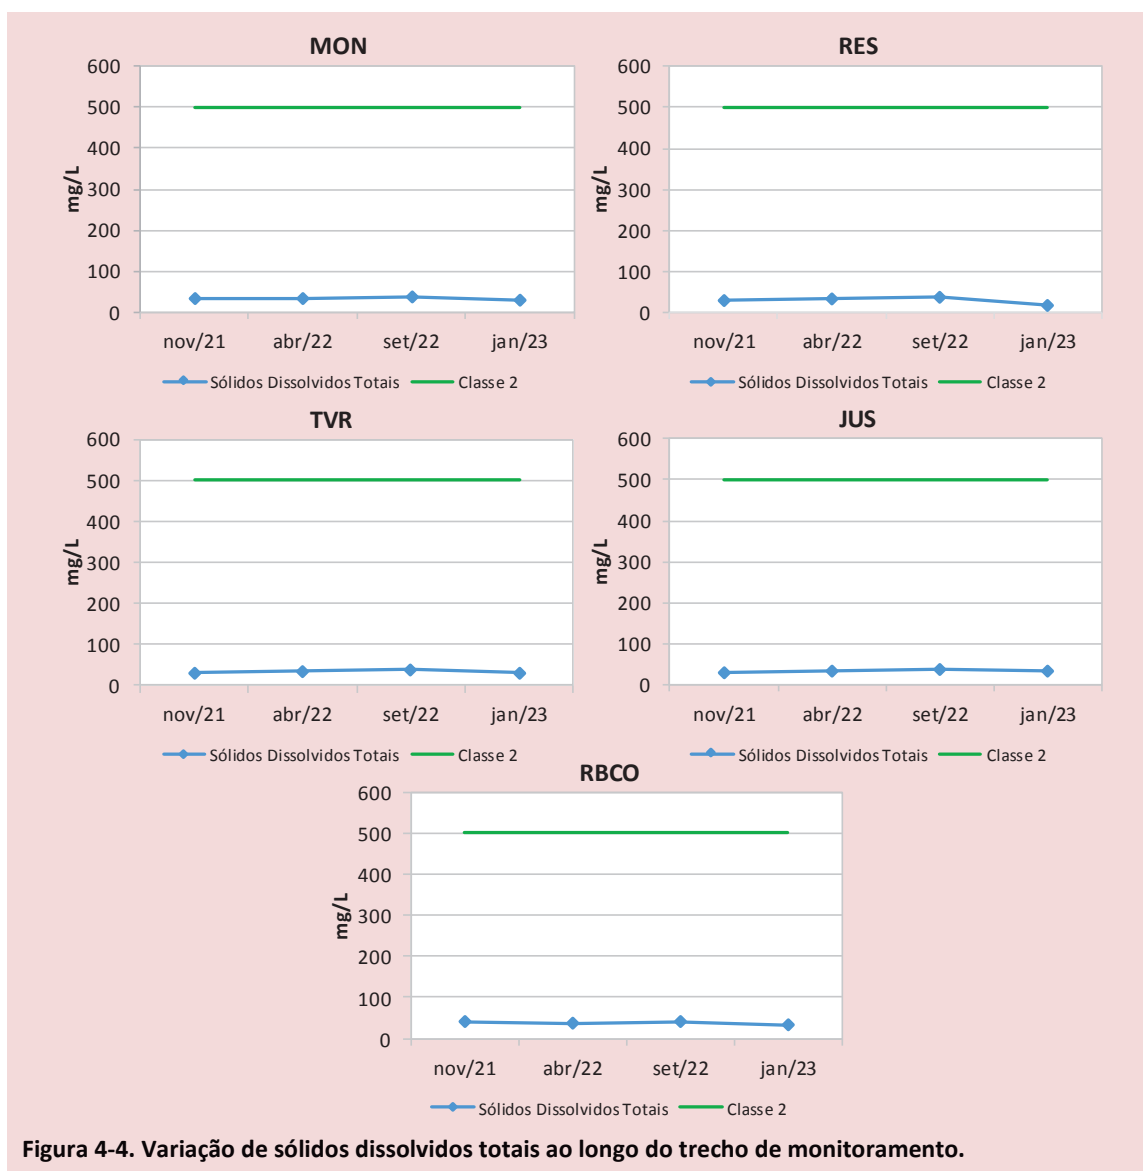 MON
600
500
400
300
200
100
0
mg/L
nov/21 abr/22 set/22 jan/23
Sólidos Dissolvidos Totais Classe 2
RES
600
500
400
300
200
100
0
mg/L
nov/21 abr/22 set/22 jan/23
Sólidos Dissolvidos Totais Classe 2
TVR
600
500
400
300
200
100
0
mg/L
nov/21 abr/22 set/22 jan/23
Sólidos Dissolvidos Totais Classe 2
JUS
600
500
400
300
200
100
0
mg/L
nov/21 abr/22 set/22 jan/23
Sólidos Dissolvidos Totais Classe 2
RBCO
600
500
400
300
200
100
0
mg/L
nov/21 abr/22 set/22 jan/23
Sólidos Dissolvidos Totais Classe 2
Figura 4-4. Variação de sólidos dissolvidos totais ao longo do trecho de monitoramento.